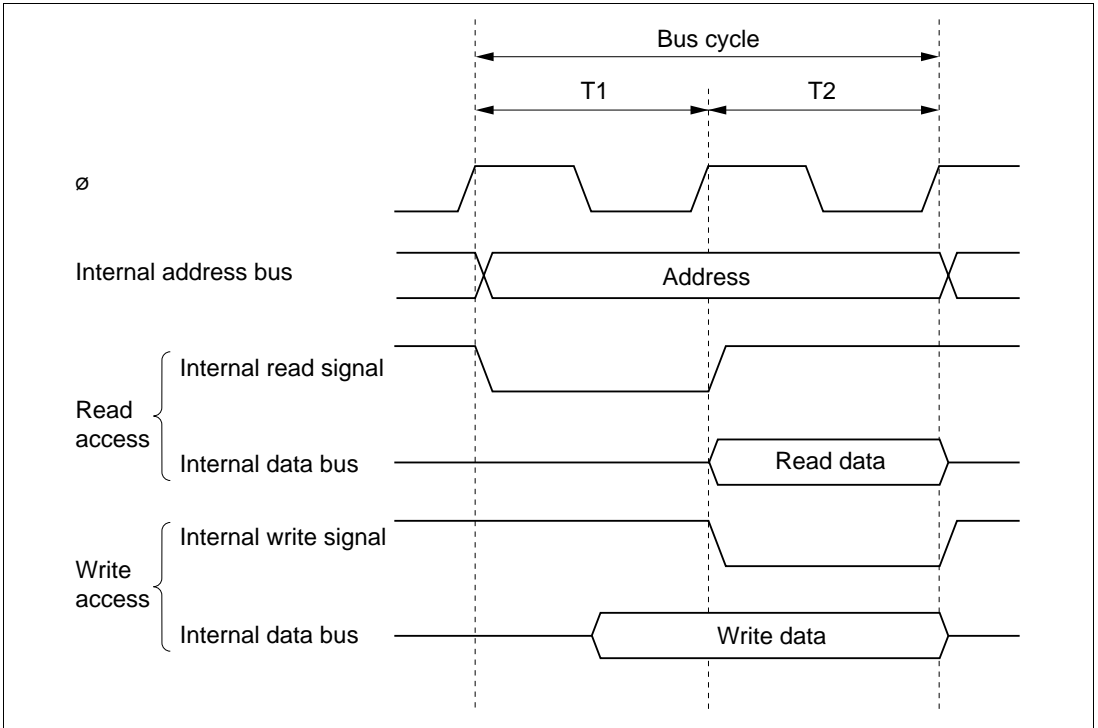 Bus cycle
T1
T2
ø
Internal address bus
Address
Read
access
Internal read signal
Internal data bus
Read data
Write
access
Internal write signal
Internal data bus
Write data